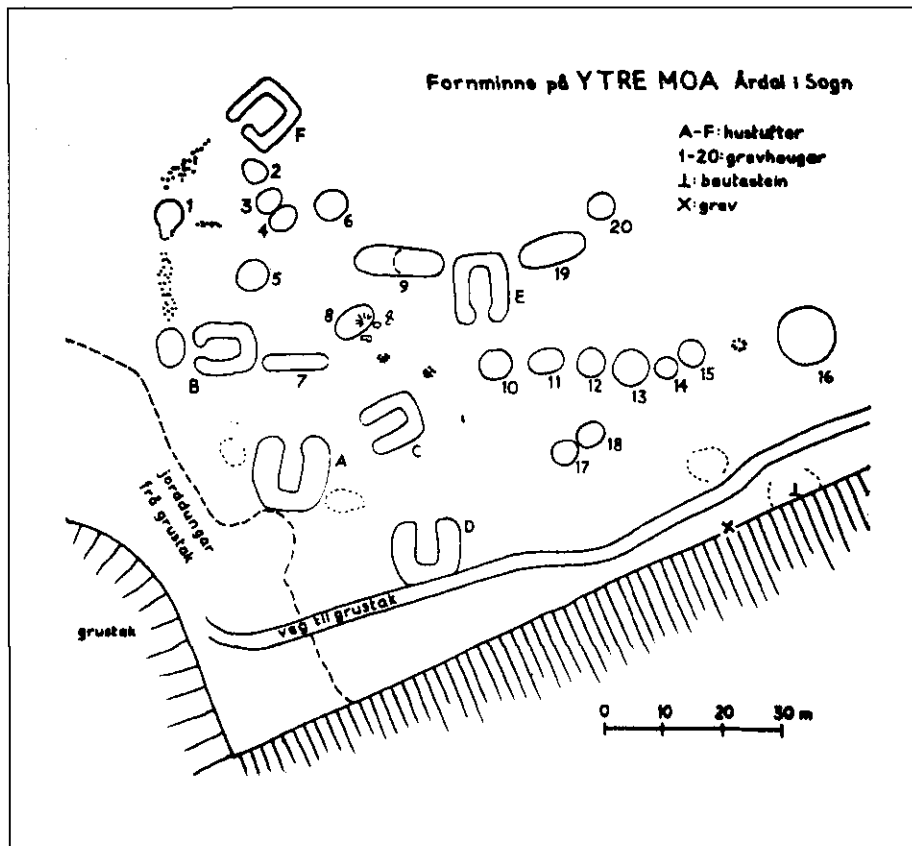 Fornminne på YTRE MOA Årdal i Sogn
A-F: hustufter
1-20: gravhaugar
⊥: bautastein
X: grav
F
2
1
3
4
6
20
5
9
E
19
8
B
7
10
11
12
13
14
15
16
C
A
17
18
D
jorddungar
frå grustak
grustak
veg til grustak
0 10 20 30 m